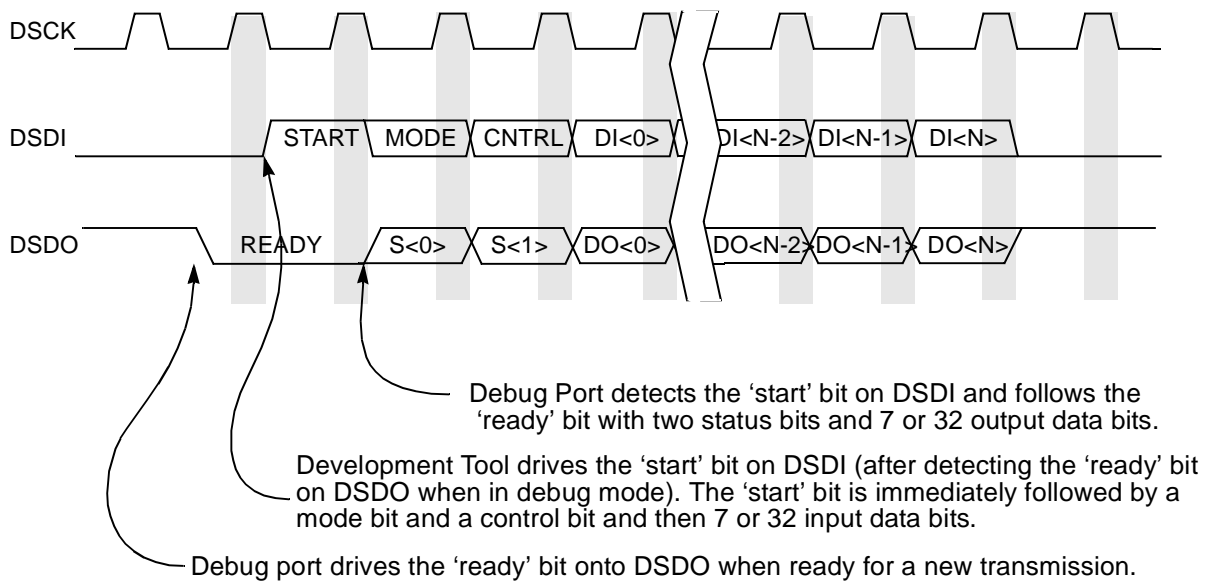 DSCK
DSDI
START MODE CNTRL DI<0> DI<N-2> DI<N-1> DI<N>
DSDO
READY S<0> S<1> DO<0> DO<N-2> DO<N-1> DO<N>
Debug Port detects the ‘start’ bit on DSDI and follows the
‘ready’ bit with two status bits and 7 or 32 output data bits.
Development Tool drives the ‘start’ bit on DSDI (after detecting the ‘ready’ bit
on DSDO when in debug mode). The ‘start’ bit is immediately followed by a
mode bit and a control bit and then 7 or 32 input data bits.
Debug port drives the ‘ready’ bit onto DSDO when ready for a new transmission.